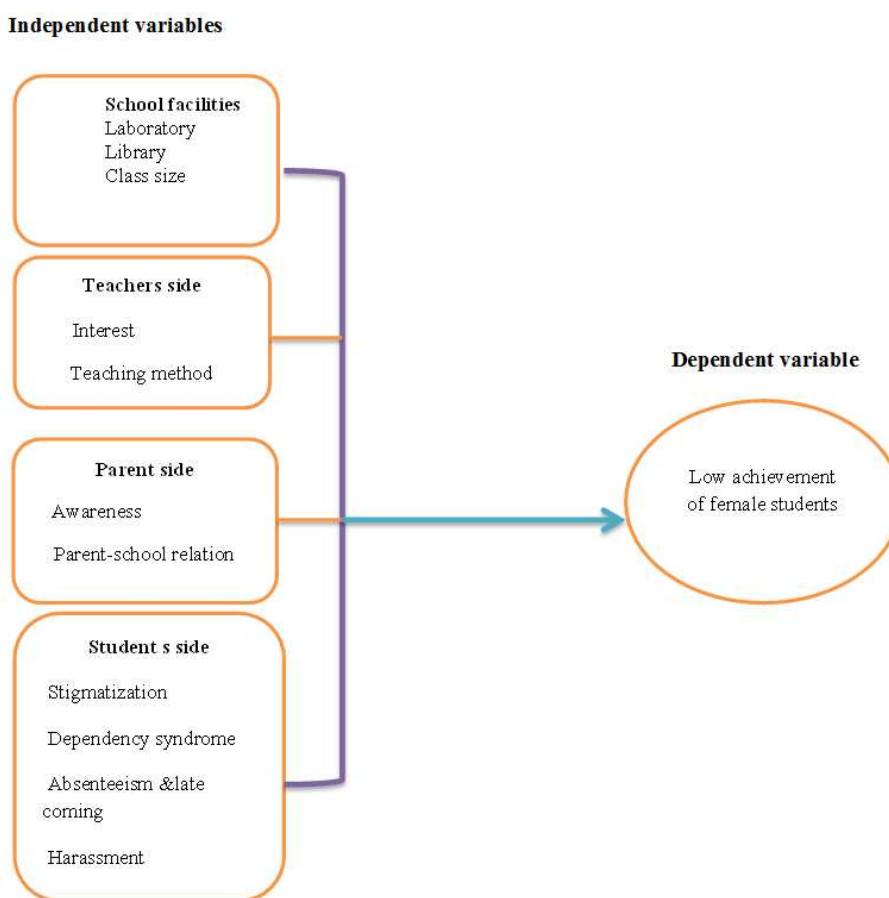 Independent variables
School facilities
Laboratory
Library
Class size
Teachers side
Interest
Teaching method
Parent side
Awareness
Parent-school relation
Student s side
Stigmatization
Dependency syndrome
Absenteeism &late
coming
Harassment
Dependent variable
Low achievement
of female students